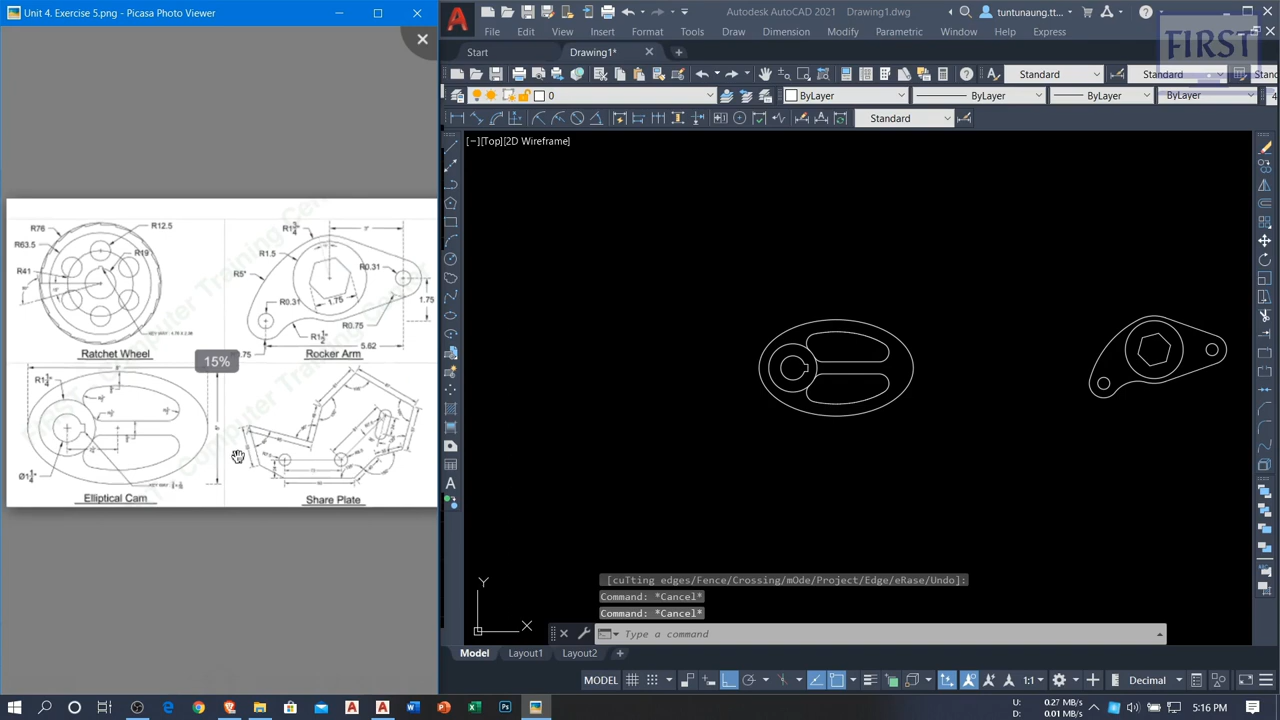 Unit 4. Exercise 5.png - Picasa Photo Viewer
Autodesk AutoCAD 2021 Drawing1.dwg
tuntunaung.tt...
FIRST
File Edit View Insert Format Tools Draw Dimension Modify Parametric Window Help Express
Start Drawing1*
Standard Standard
0 ByLayer ByLayer ByLayer ByLayer
Standard
[−][Top][2D Wireframe]
R76 R12.5
R63.5
R19
R41
Ratchet Wheel
R1.5
R5"
R0.31
R0.31
1.75
1.75
R0.75
5.62
Rocker Arm
15%
Elliptical Cam
Share Plate
Computer Training
Y
X
[cuTting edges/Fence/Crossing/mOde/Project/Edge/eRase/Undo]:
Command: *Cancel*
Command: *Cancel*
Type a command
Model Layout1 Layout2
MODEL 1:1 Decimal
U: 0.27 MB/s
D: 0.01 MB/s
5:16 PM